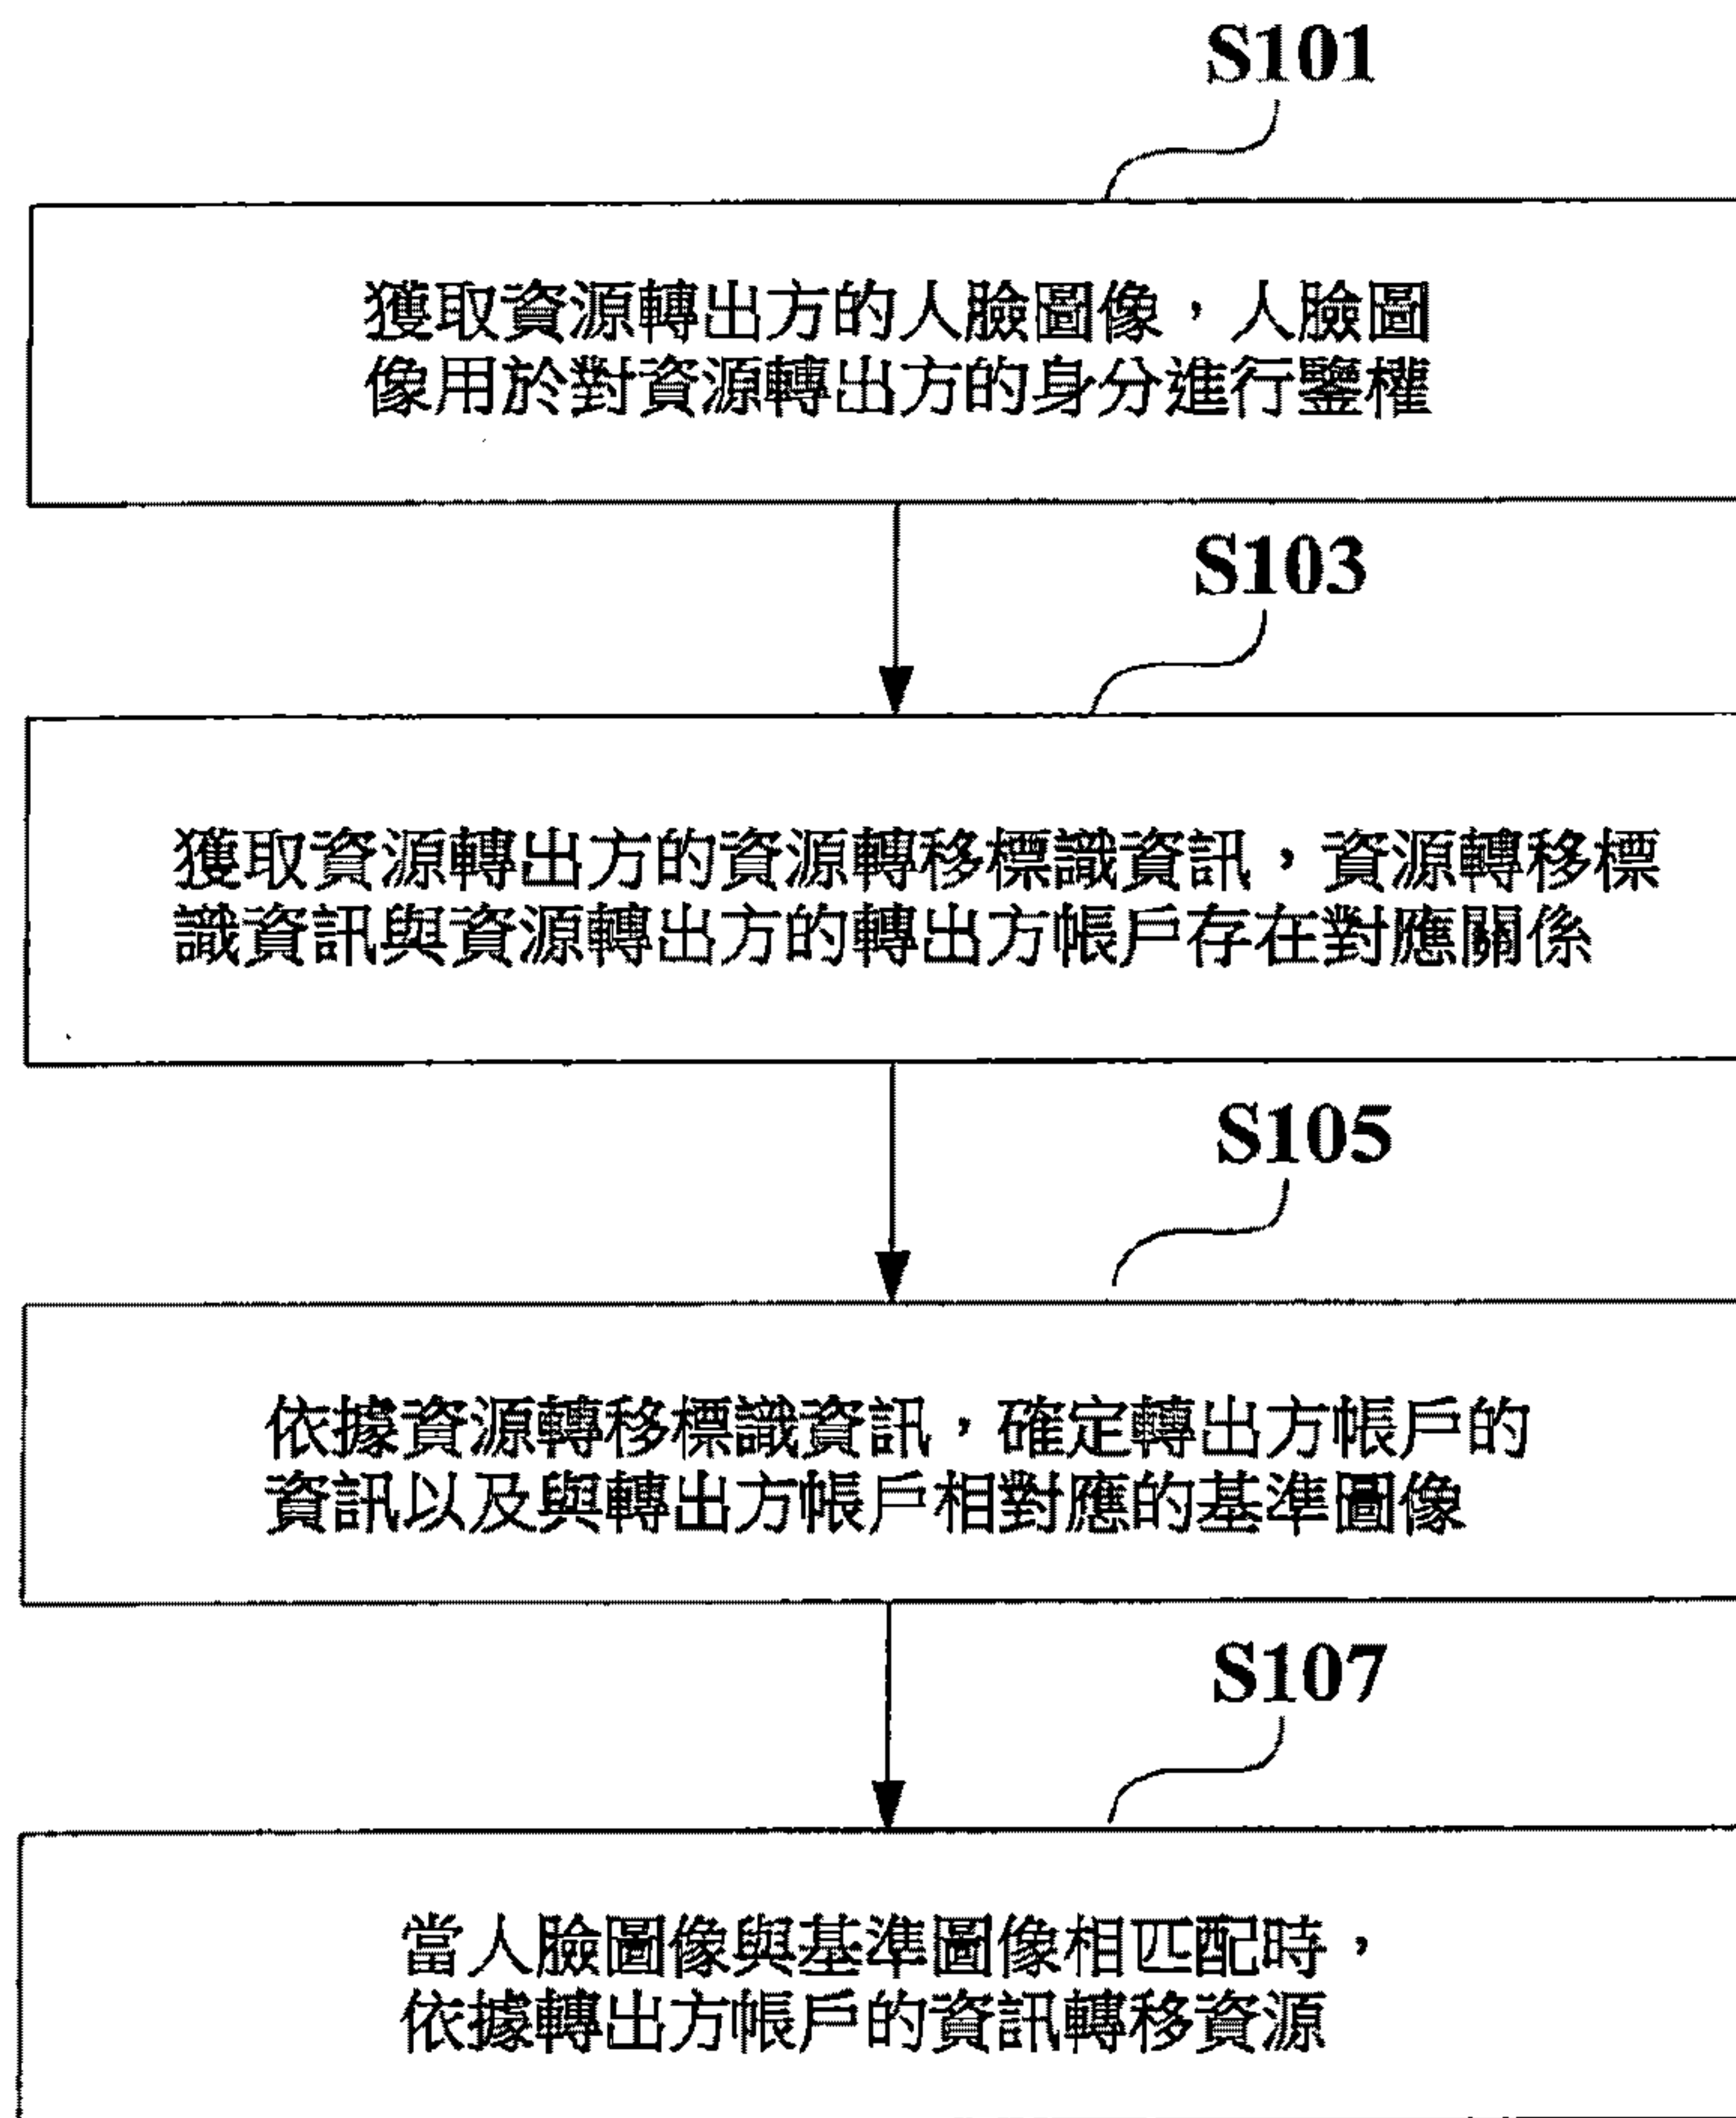 S101
獲取資源轉出方的人臉圖像，人臉圖
像用於對資源轉出方的身分進行鑒權
S103
獲取資源轉出方的資源轉移標識資訊，資源轉移標
識資訊與資源轉出方的轉出方帳戶存在對應關係
S105
依據資源轉移標識資訊，確定轉出方帳戶的
資訊以及與轉出方帳戶相對應的基準圖像
S107
當人臉圖像與基準圖像相匹配時，
依據轉出方帳戶的資訊轉移資源